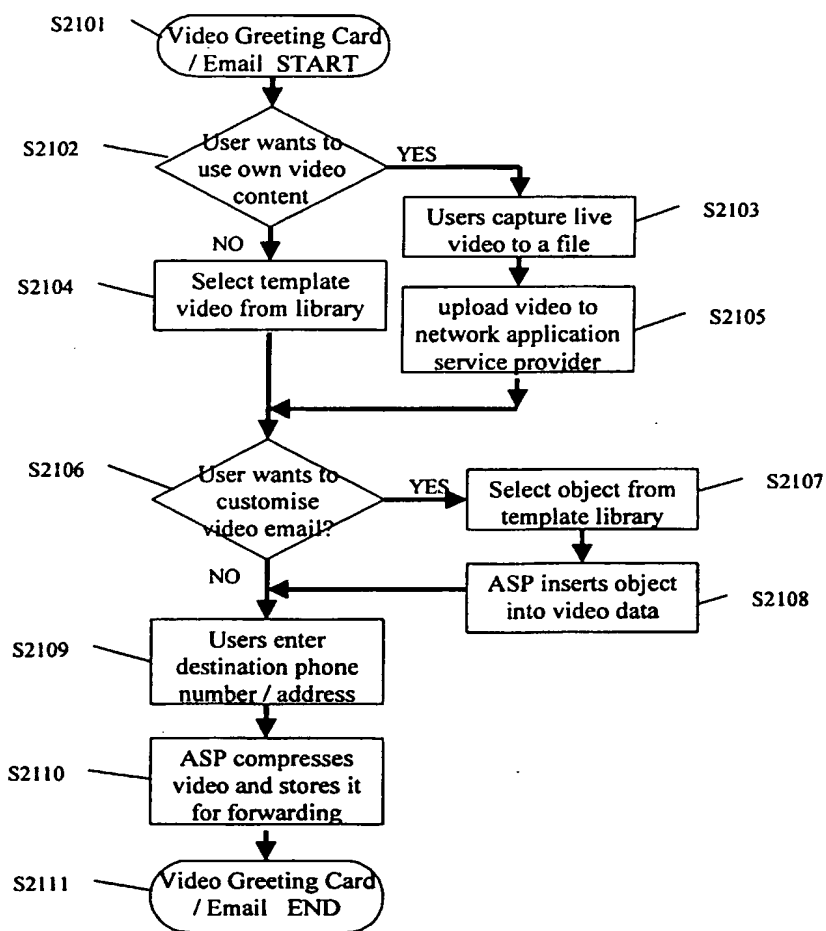 S2101
Video Greeting Card
/ Email START
S2102
User wants to
use own video
content
YES
NO
Users capture live
video to a file
S2103
S2104
Select template
video from library
upload video to
network application
service provider
S2105
S2106
User wants to
customise
video email?
YES
NO
Select object from
template library
S2107
ASP inserts object
into video data
S2108
S2109
Users enter
destination phone
number / address
S2110
ASP compresses
video and stores it
for forwarding
S2111
Video Greeting Card
/ Email END